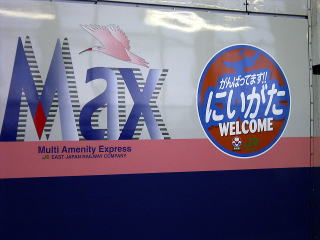 Max
Multi Amenity Express
JR EAST JAPAN RAILWAY COMPANY
がんばってます!!
にいがた
WELCOME